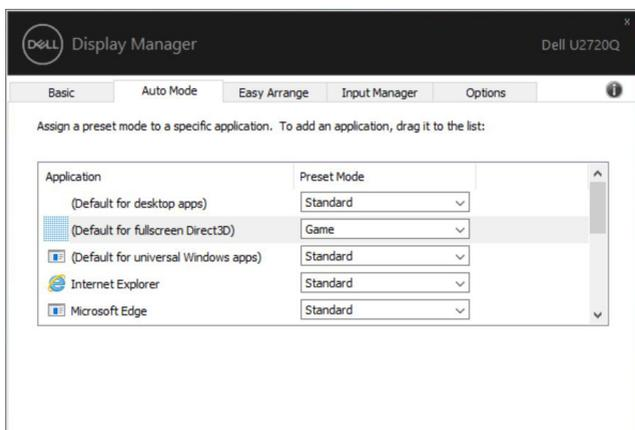 DELL Display Manager
x
Dell U2720Q
Basic Auto Mode Easy Arrange Input Manager Options i
Assign a preset mode to a specific application. To add an application, drag it to the list:
Application Preset Mode
(Default for desktop apps) Standard
(Default for fullscreen Direct3D) Game
(Default for universal Windows apps) Standard
Internet Explorer Standard
Microsoft Edge Standard